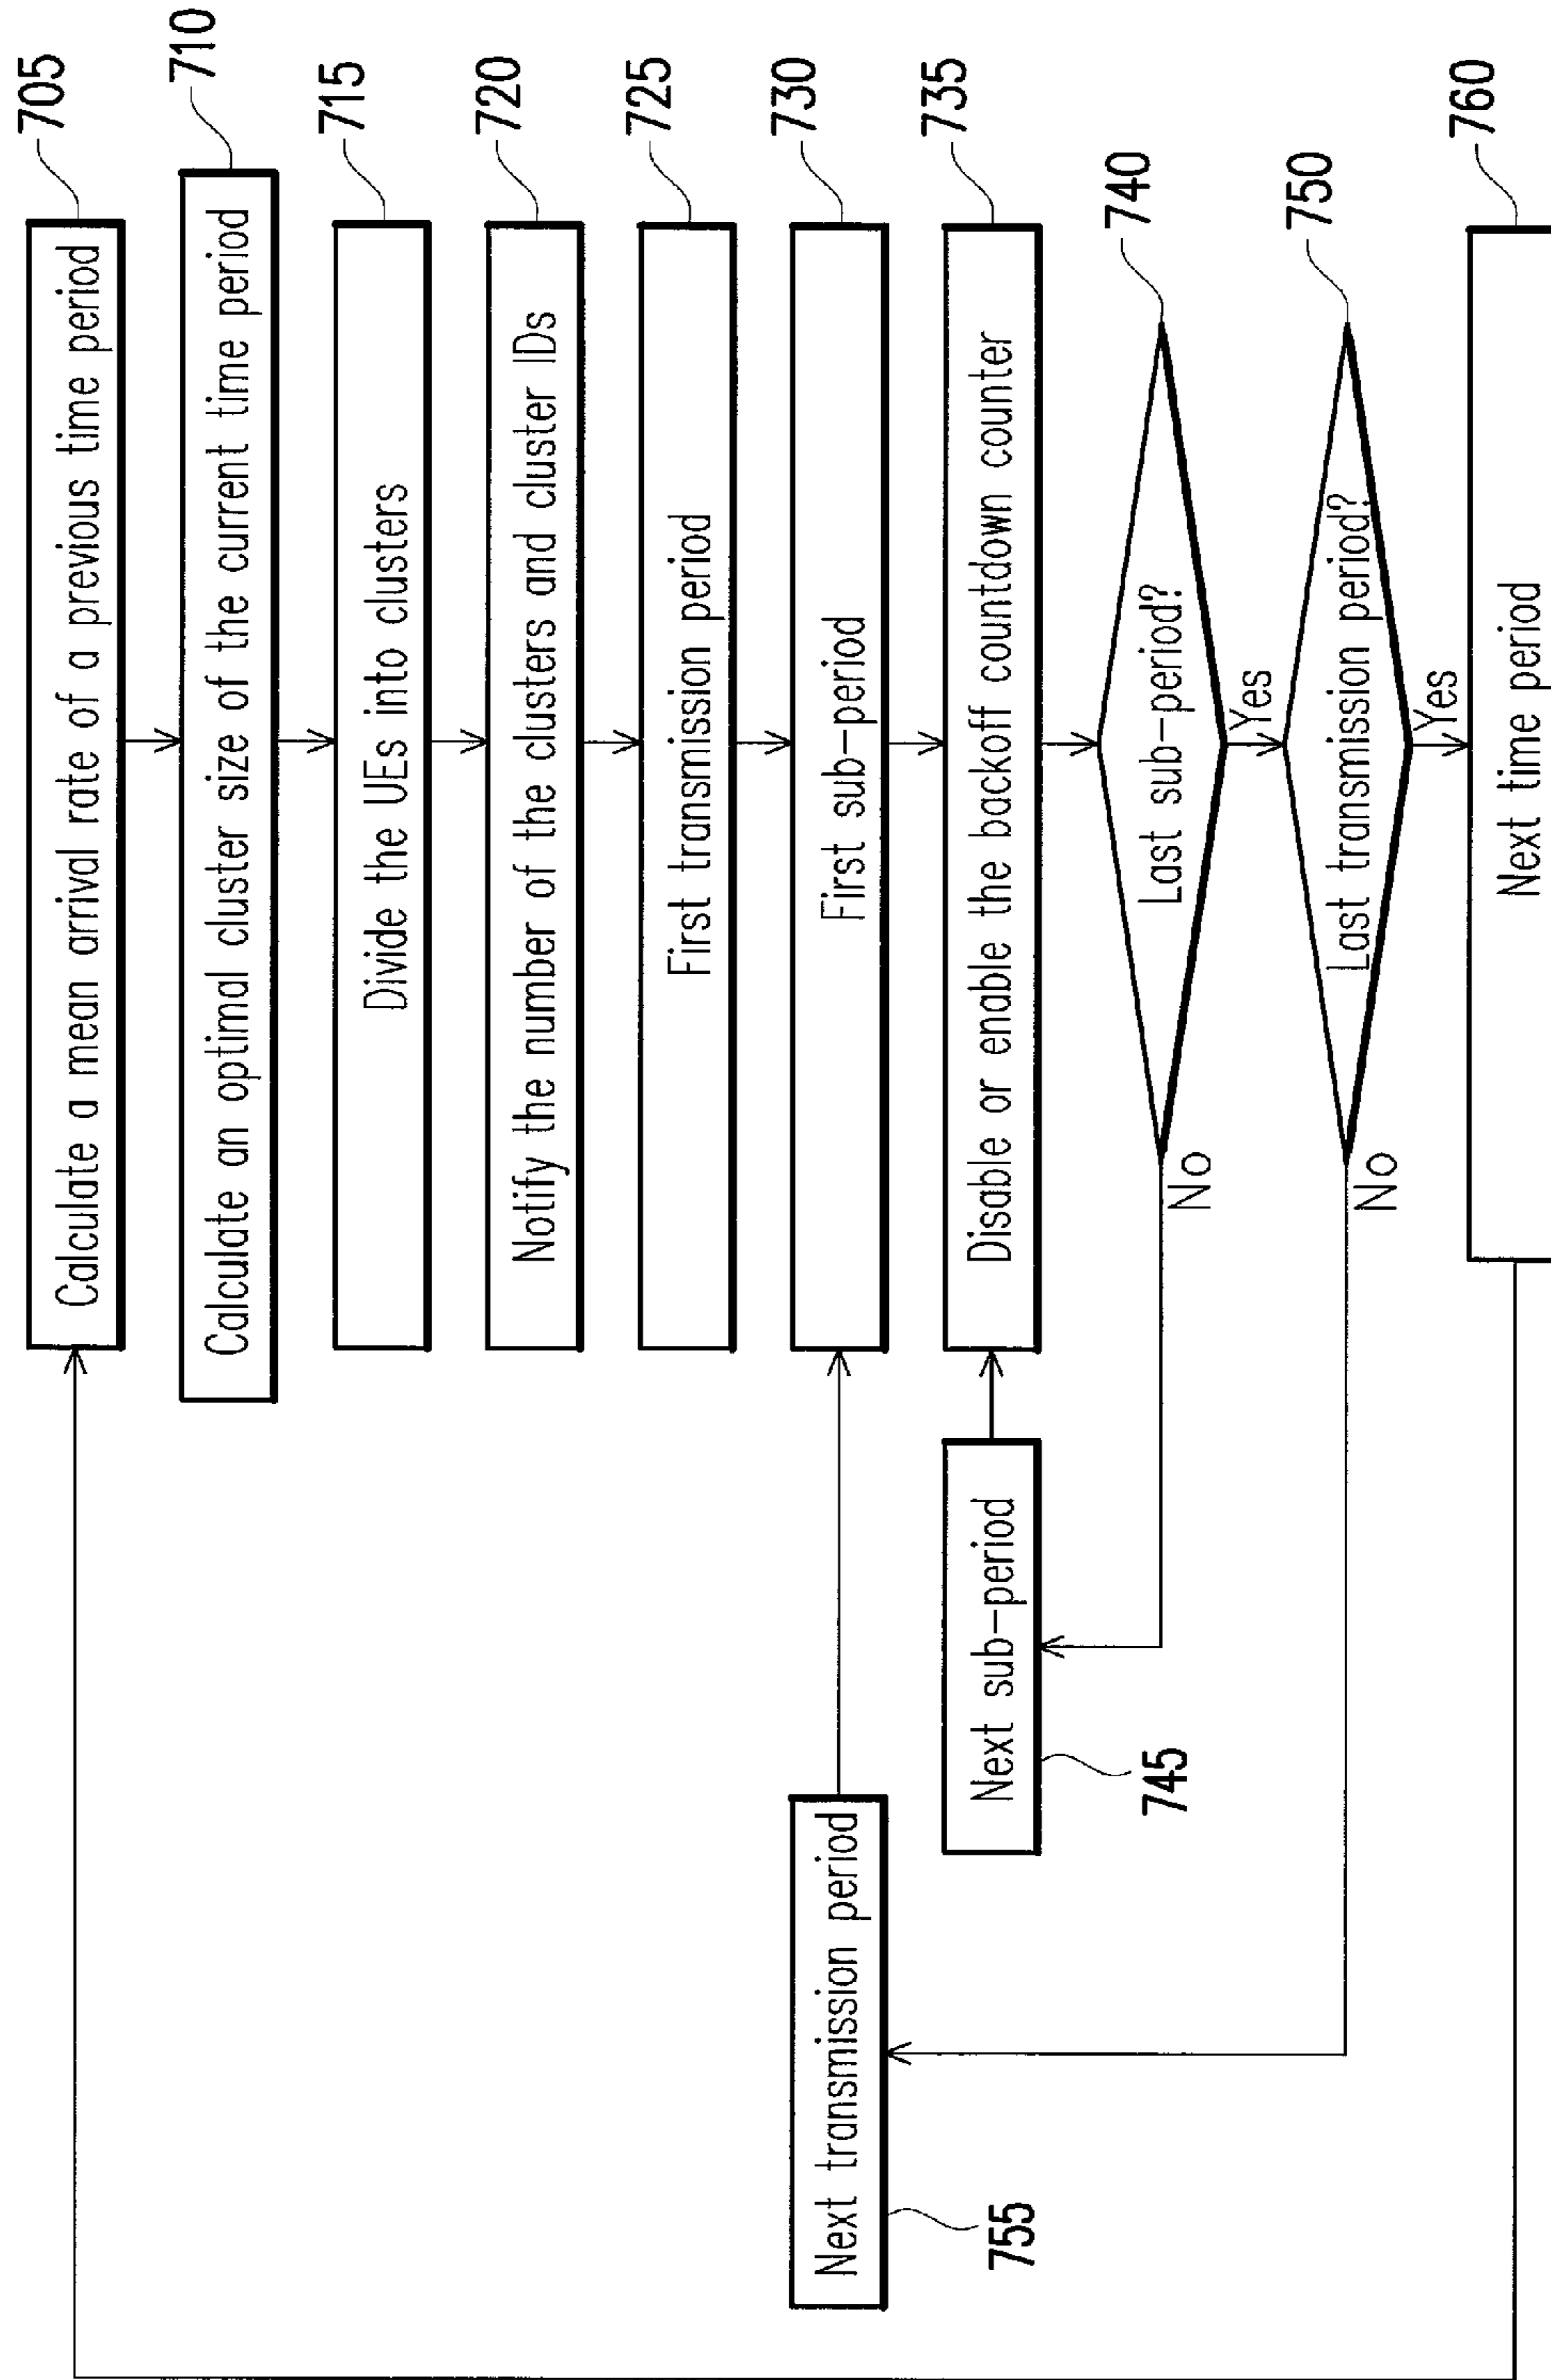 Calculate a mean arrival rate of a previous time period
705
Calculate an optimal cluster size of the current time period
710
Divide the UEs into clusters
715
Notify the number of the clusters and cluster IDs
720
First transmission period
725
Next transmission period
755
First sub-period
730
Next sub-period
745
Disable or enable the backoff countdown counter
735
Last sub-period?
740
No
Yes
Last transmission period?
750
No
Yes
Next time period
760